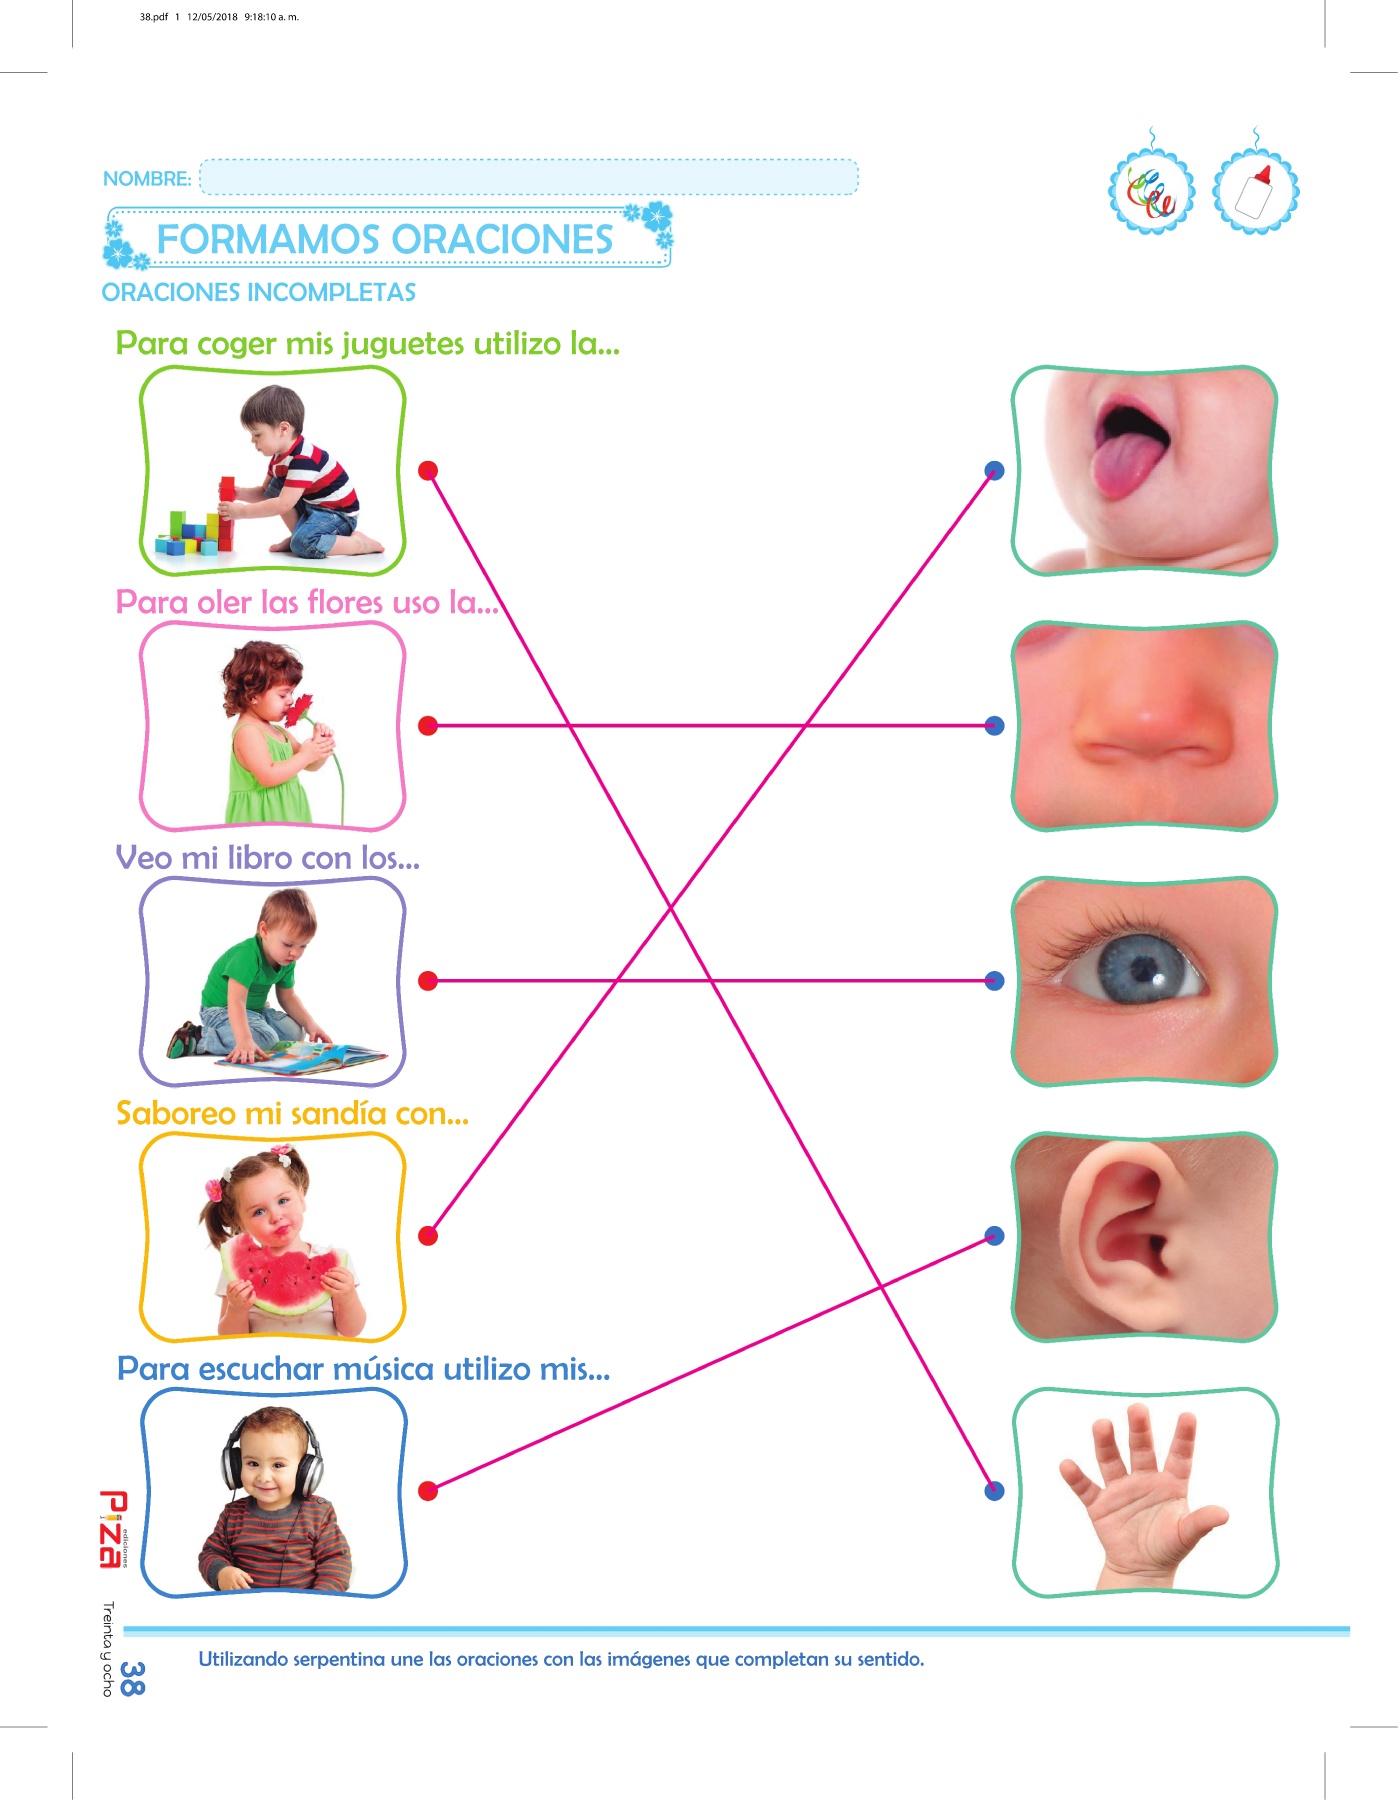 38.pdf 1 12/05/2018 9:18:10 a. m.
NOMBRE:
FORMAMOS ORACIONES
ORACIONES INCOMPLETAS
Para coger mis juguetes utilizo la...
Para oler las flores uso la...
Veo mi libro con los...
Saboreo mi sandía con...
Para escuchar música utilizo mis...
Piza
ediciones
Treinta y ocho
38
Utilizando serpentina une las oraciones con las imágenes que completan su sentido.